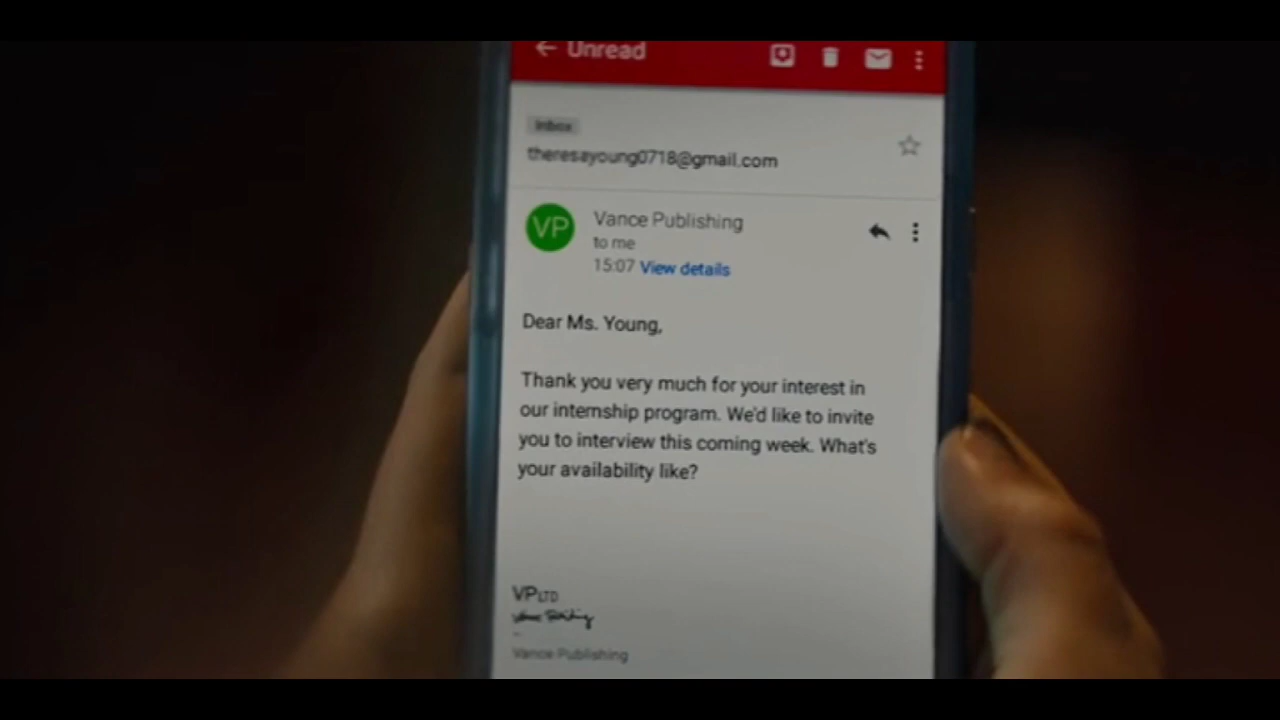 Unread
Inbox
theresayoung0718@gmail.com
VP
Vance Publishing
to me
15:07 View details
Dear Ms. Young,
Thank you very much for your interest in
our internship program. We'd like to invite
you to interview this coming week. What's
your availability like?
VPLTD
Vance Publishing